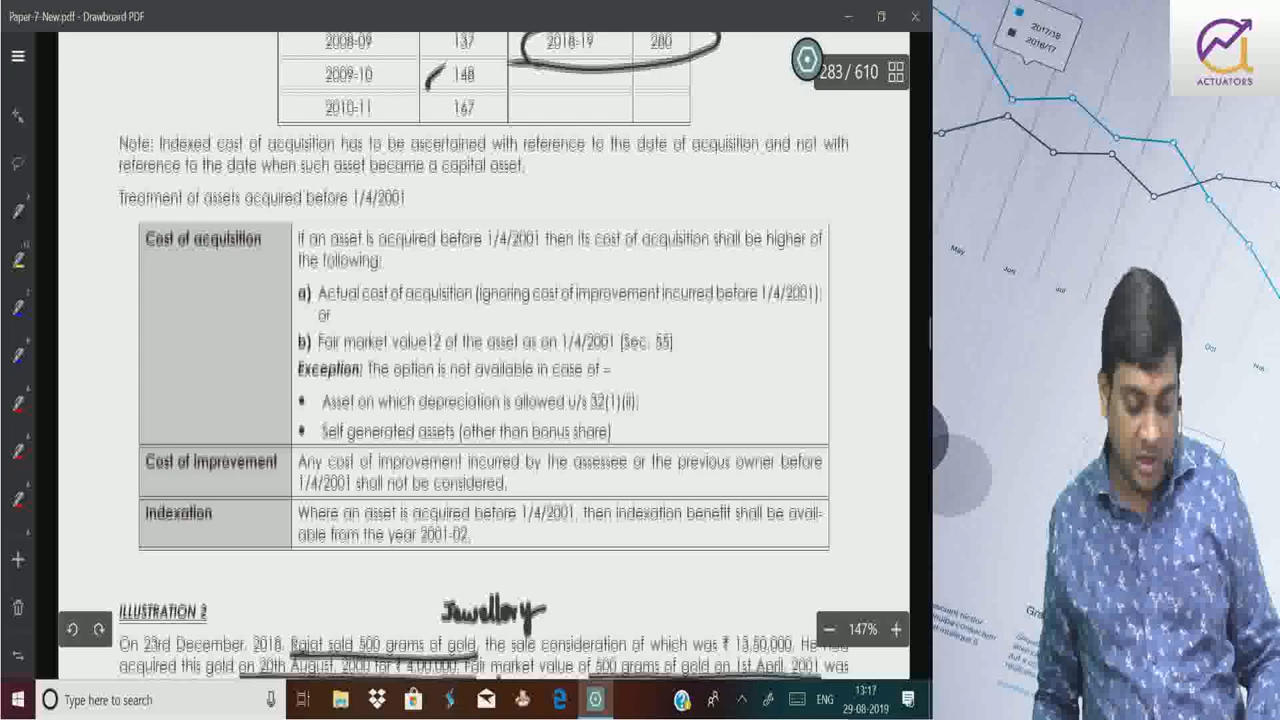 Paper-7-New.pdf - Drawboard PDF
2017/18
2016/17
ACTUATORS
283 / 610
2008-09 137 2018-19 280
2009-10 148
2010-11 167
Note: Indexed cost of acquisition has to be ascertained with reference to the date of acquisition and not with
reference to the date when such asset became a capital asset.
Treatment of assets acquired before 1/4/2001
Cost of acquisition
If an asset is acquired before 1/4/2001 then its cost of acquisition shall be higher of
the following:
a) Actual cost of acquisition (ignoring cost of improvement incurred before 1/4/2001);
or
b) Fair market value12 of the asset as on 1/4/2001 [Sec. 55]
Exception: The option is not available in case of =
• Asset on which depreciation is allowed u/s 32(1)(ii);
• Self generated assets (other than bonus share)
Cost of improvement
Any cost of improvement incurred by the assessee or the previous owner before
1/4/2001 shall not be considered.
Indexation
Where an asset is acquired before 1/4/2001, then indexation benefit shall be avail-
able from the year 2001-02.
ILLUSTRATION 2
Jewellery
On 23rd December, 2018, Rajat sold 500 grams of gold, the sale consideration of which was ₹ 13,50,000. He had
acquired this gold on 20th August, 2000 for ₹ 4,00,000. Fair market value of 500 grams of gold on 1st April, 2001 was
147%
May
Jun
Jul
Oct
Nov
Type here to search
ENG
13:17
29-08-2019